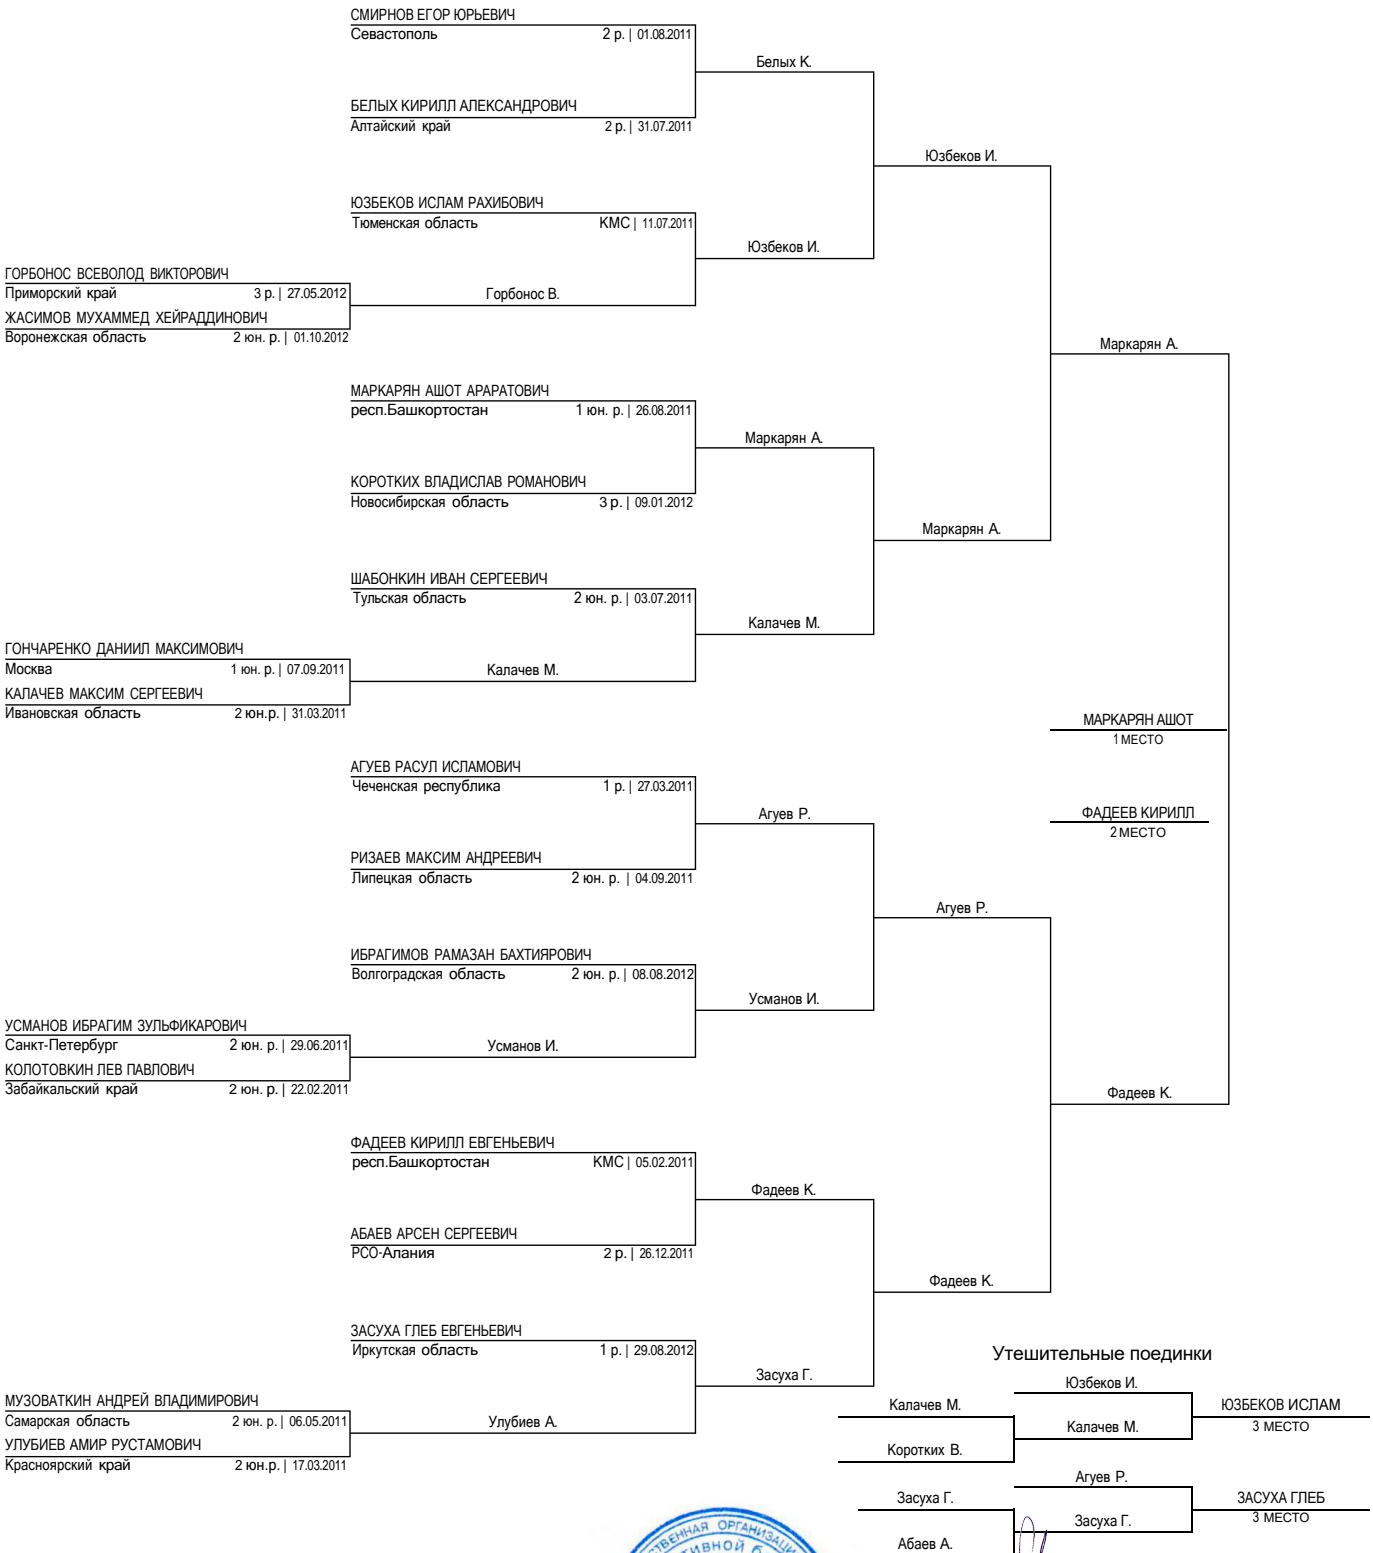 СМИРНОВ ЕГОР ЮРЬЕВИЧ
Севастополь 2 р. | 01.08.2011
Белых К.
БЕЛЫХ КИРИЛЛ АЛЕКСАНДРОВИЧ
Алтайский край 2 р. | 31.07.2011
Юзбеков И.
ЮЗБЕКОВ ИСЛАМ РАХИБОВИЧ
Тюменская область КМС | 11.07.2011
Юзбеков И.
ГОРБОНОС ВСЕВОЛОД ВИКТОРОВИЧ
Приморский край 3 р. | 27.05.2012
Горбонос В.
ЖАСИМОВ МУХАММЕД ХЕЙРАДДИНОВИЧ
Воронежская область 2 юн. р. | 01.10.2012
Маркарян А.
МАРКАРЯН АШОТ АРАРАТОВИЧ
респ.Башкортостан 1 юн. р. | 26.08.2011
Маркарян А.
КОРОТКИХ ВЛАДИСЛАВ РОМАНОВИЧ
Новосибирская область 3 р. | 09.01.2012
Маркарян А.
ШАБОНКИН ИВАН СЕРГЕЕВИЧ
Тульская область 2 юн. р. | 03.07.2011
Калачев М.
ГОНЧАРЕНКО ДАНИИЛ МАКСИМОВИЧ
Москва 1 юн. р. | 07.09.2011
Калачев М.
КАЛАЧЕВ МАКСИМ СЕРГЕЕВИЧ
Ивановская область 2 юн.р. | 31.03.2011
МАРКАРЯН АШОТ
1 МЕСТО
АГУЕВ РАСУЛ ИСЛАМОВИЧ
Чеченская республика 1 р. | 27.03.2011
Агуев Р.
ФАДЕЕВ КИРИЛЛ
2 МЕСТО
РИЗАЕВ МАКСИМ АНДРЕЕВИЧ
Липецкая область 2 юн. р. | 04.09.2011
Агуев Р.
ИБРАГИМОВ РАМАЗАН БАХТИЯРОВИЧ
Волгоградская область 2 юн. р. | 08.08.2012
Усманов И.
УСМАНОВ ИБРАГИМ ЗУЛЬФИКАРОВИЧ
Санкт-Петербург 2 юн. р. | 29.06.2011
Усманов И.
КОЛОТОВКИН ЛЕВ ПАВЛОВИЧ
Забайкальский край 2 юн. р. | 22.02.2011
Фадеев К.
ФАДЕЕВ КИРИЛЛ ЕВГЕНЬЕВИЧ
респ.Башкортостан КМС | 05.02.2011
Фадеев К.
АБАЕВ АРСЕН СЕРГЕЕВИЧ
РСО-Алания 2 р. | 26.12.2011
Фадеев К.
ЗАСУХА ГЛЕБ ЕВГЕНЬЕВИЧ
Иркутская область 1 р. | 29.08.2012
Засуха Г.
МУЗОВАТКИН АНДРЕЙ ВЛАДИМИРОВИЧ
Самарская область 2 юн. р. | 06.05.2011
Улубиев А.
УЛУБИЕВ АМИР РУСТАМОВИЧ
Красноярский край 2 юн.р. | 17.03.2011
Утешительные поединки
Юзбеков И.
Калачев М.
ЮЗБЕКОВ ИСЛАМ
Калачев М.
3 МЕСТО
Коротких В.
Агуев Р.
Засуха Г.
ЗАСУХА ГЛЕБ
Засуха Г.
3 МЕСТО
Абаев А.